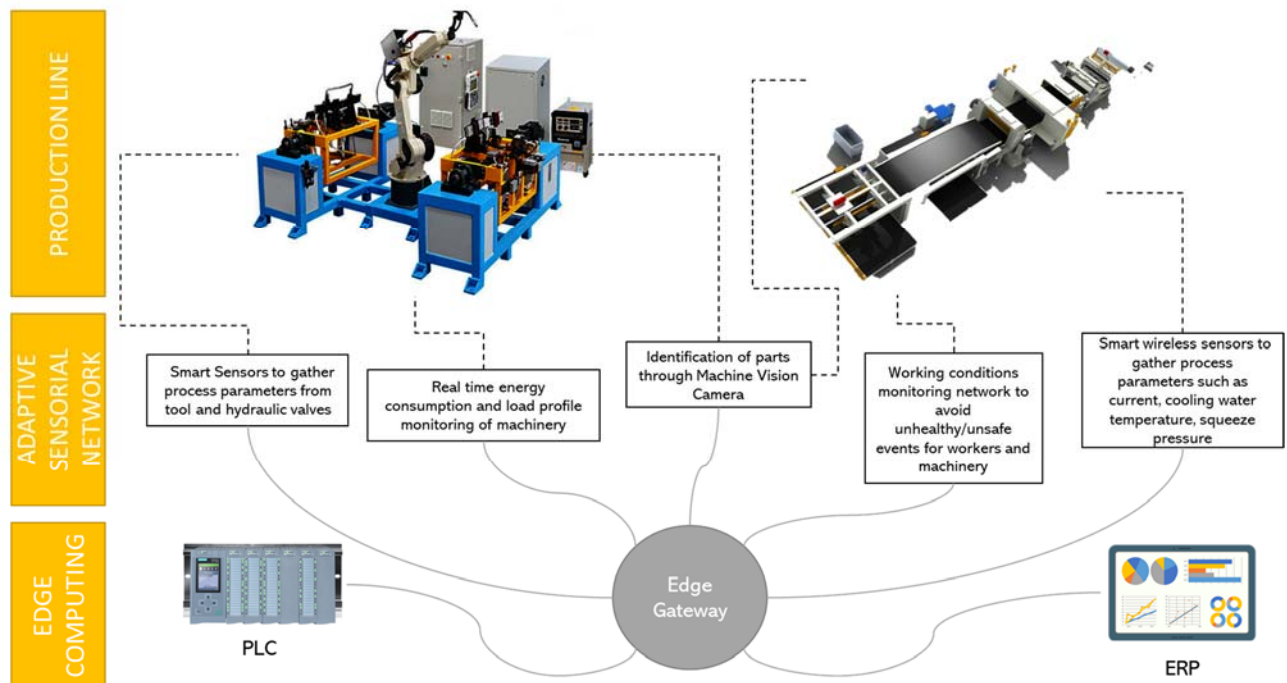 PRODUCTION LINE
ADAPTIVE
SENSORIAL
NETWORK
EDGE
COMPUTING
Smart Sensors to gather
process parameters from
tool and hydraulic valves
Real time energy
consumption and load profile
monitoring of machinery
Identification of parts
through Machine Vision
Camera
Working conditions
monitoring network to
avoid
unhealthy/unsafe
events for workers and
machinery
Smart wireless sensors to
gather process
parameters such as
current, cooling water
temperature, squeeze
pressure
Edge
Gateway
PLC
ERP